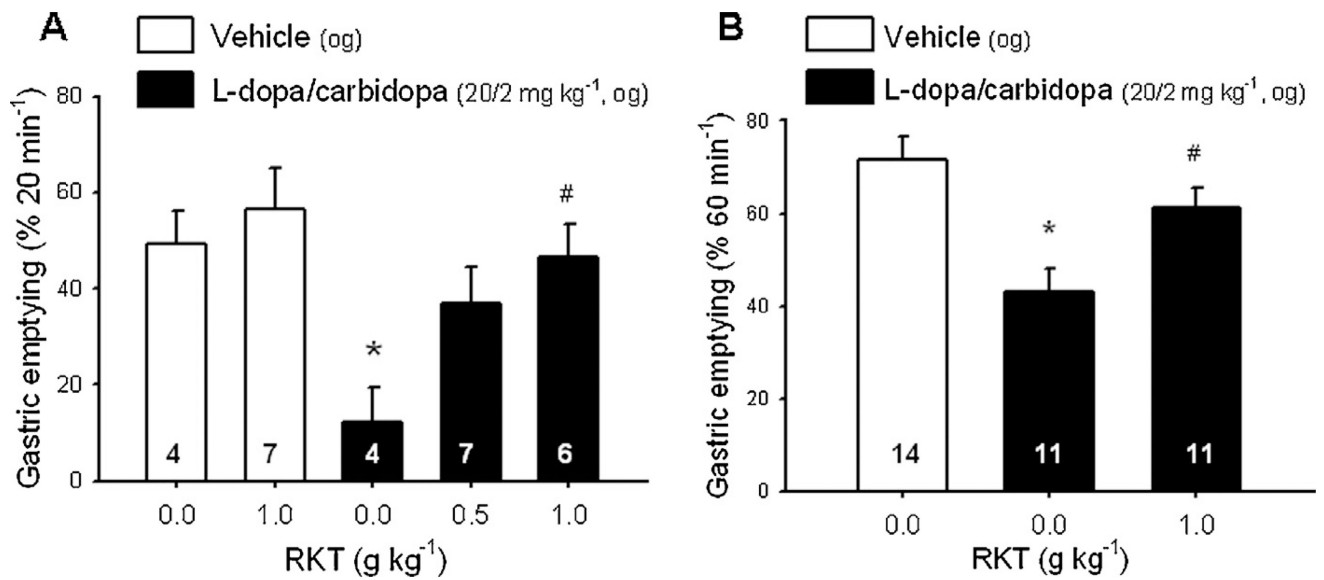 A
Vehicle (og)
L-dopa/carbidopa (20/2 mg kg⁻¹, og)
Gastric emptying (% 20 min⁻¹)
80
60
40
20
0
*
#
4 7 4 7 6
0.0 1.0 0.0 0.5 1.0
RKT (g kg⁻¹)
B
Vehicle (og)
L-dopa/carbidopa (20/2 mg kg⁻¹, og)
Gastric emptying (% 60 min⁻¹)
80
60
40
20
0
*
#
14 11 11
0.0 0.0 1.0
RKT (g kg⁻¹)